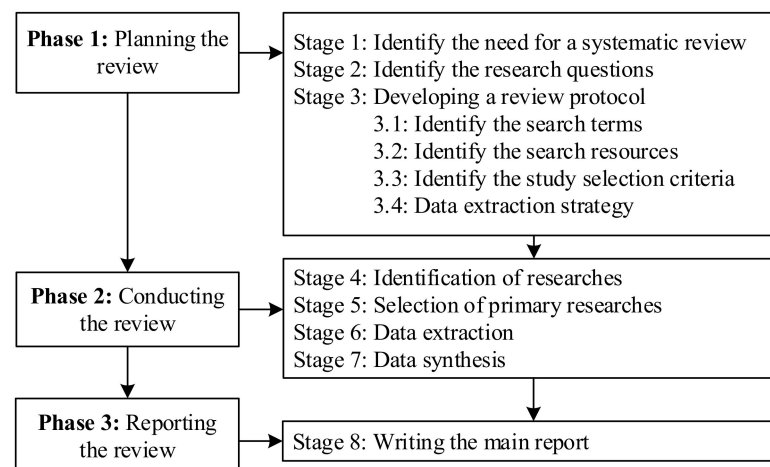 Phase 1: Planning the
review
Stage 1: Identify the need for a systematic review
Stage 2: Identify the research questions
Stage 3: Developing a review protocol
3.1: Identify the search terms
3.2: Identify the search resources
3.3: Identify the study selection criteria
3.4: Data extraction strategy
Phase 2: Conducting
the review
Stage 4: Identification of researches
Stage 5: Selection of primary researches
Stage 6: Data extraction
Stage 7: Data synthesis
Phase 3: Reporting
the review
Stage 8: Writing the main report